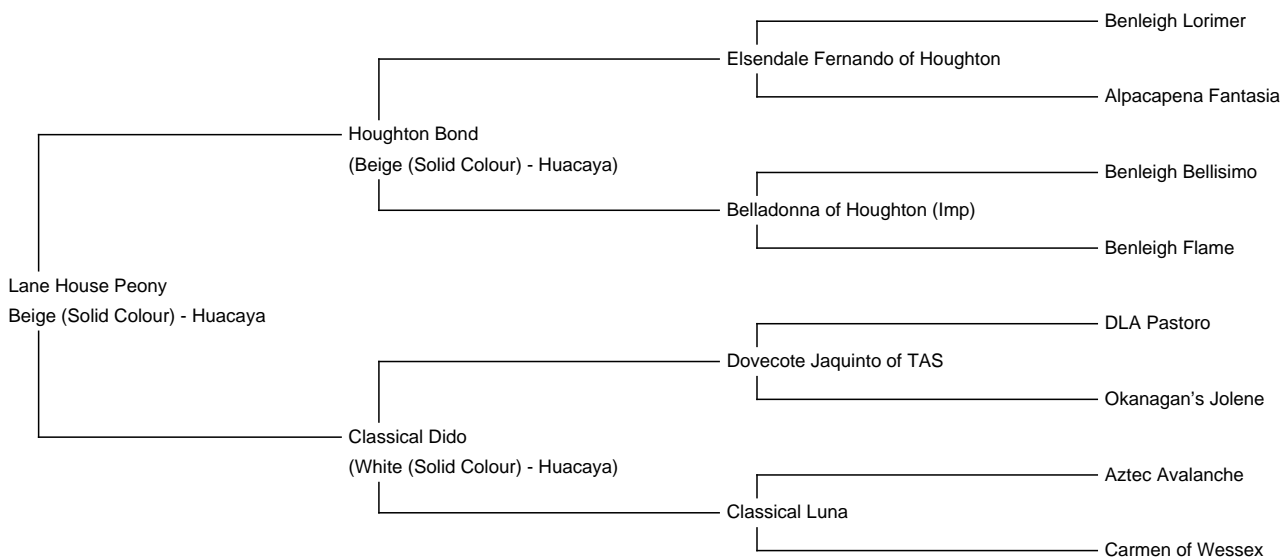 Benleigh Lorimer
Elsendale Fernando of Houghton
Alpacapena Fantasia
Houghton Bond
(Beige (Solid Colour) - Huacaya)
Benleigh Bellisimo
Belladonna of Houghton (Imp)
Benleigh Flame
Lane House Peony
Beige (Solid Colour) - Huacaya
DLA Pastoro
Dovecote Jaquinto of TAS
Okanagan's Jolene
Classical Dido
(White (Solid Colour) - Huacaya)
Aztec Avalanche
Classical Luna
Carmen of Wessex